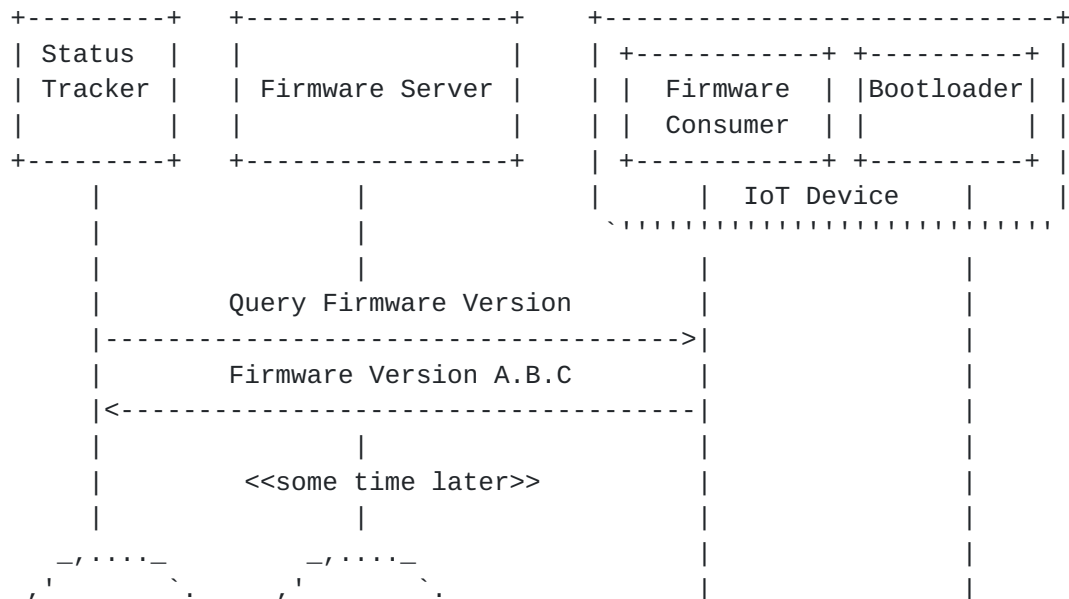 Status
Tracker Firmware Server Firmware Bootloader
Consumer
IoT Device
Query Firmware Version
Firmware Version A.B.C
<<some time later>>